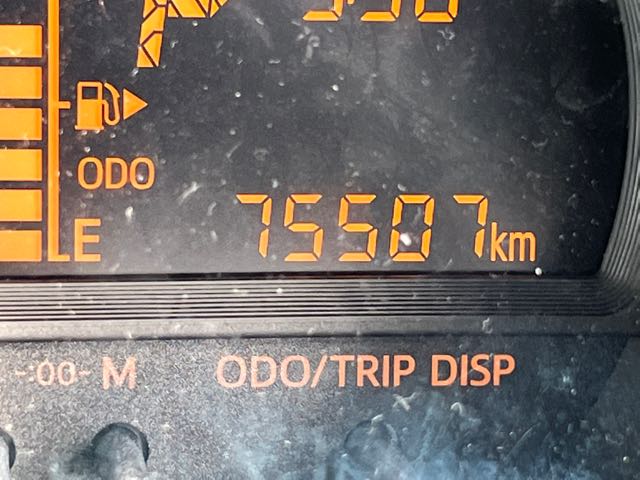 ODO
75507km
E
-:00- M ODO/TRIP DISP